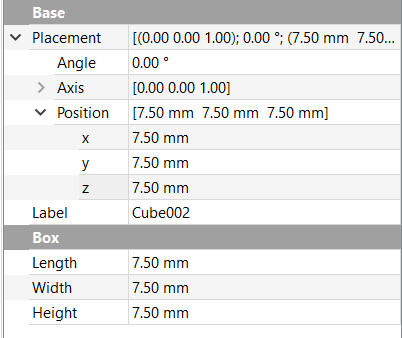 Base
Placement [(0.00 0.00 1.00); 0.00 °; (7.50 mm  7.50...
Angle 0.00 °
Axis [0.00 0.00 1.00]
Position [7.50 mm  7.50 mm  7.50 mm]
x 7.50 mm
y 7.50 mm
z 7.50 mm
Label Cube002
Box
Length 7.50 mm
Width 7.50 mm
Height 7.50 mm